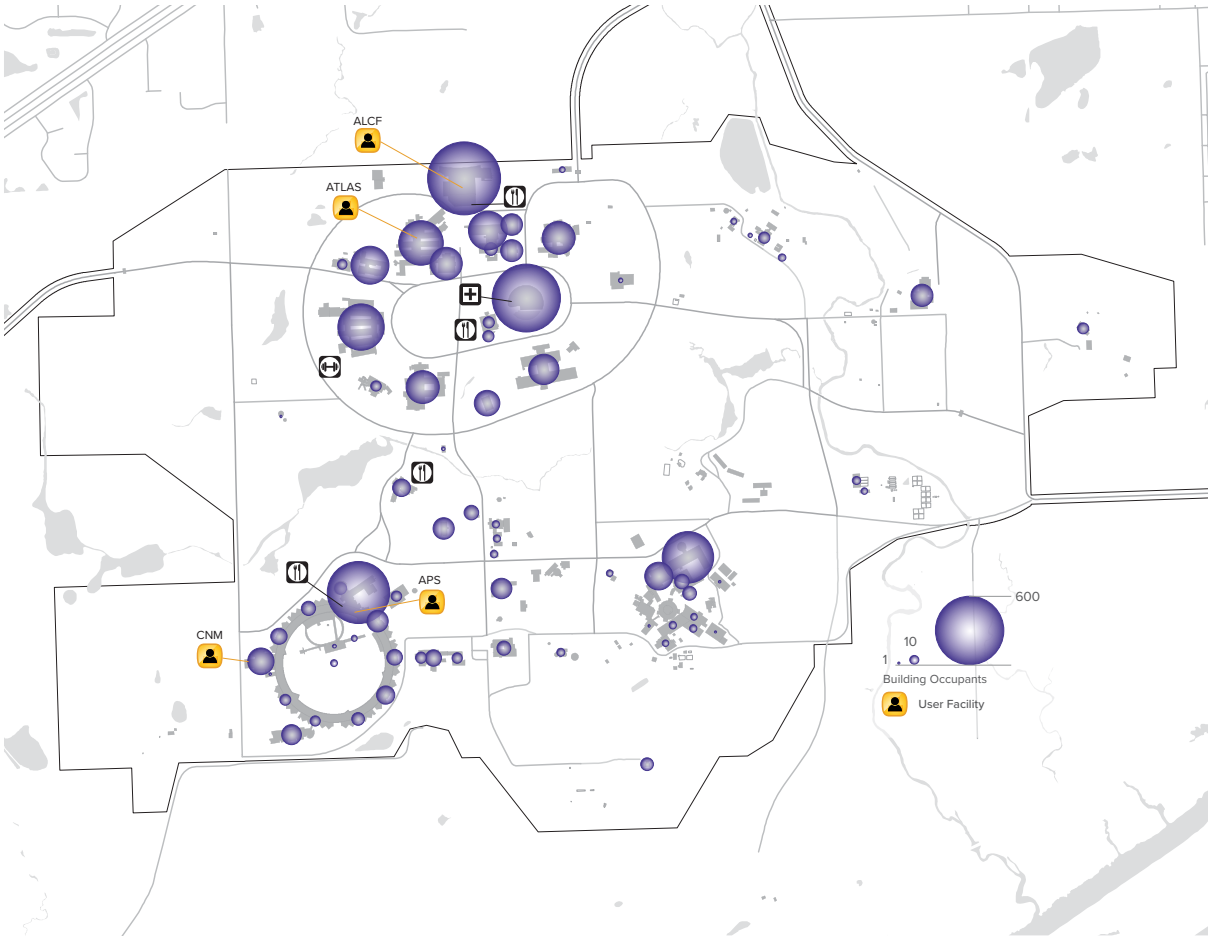 ALCF
ATLAS
APS
CNM
600
10
1
Building Occupants
User Facility